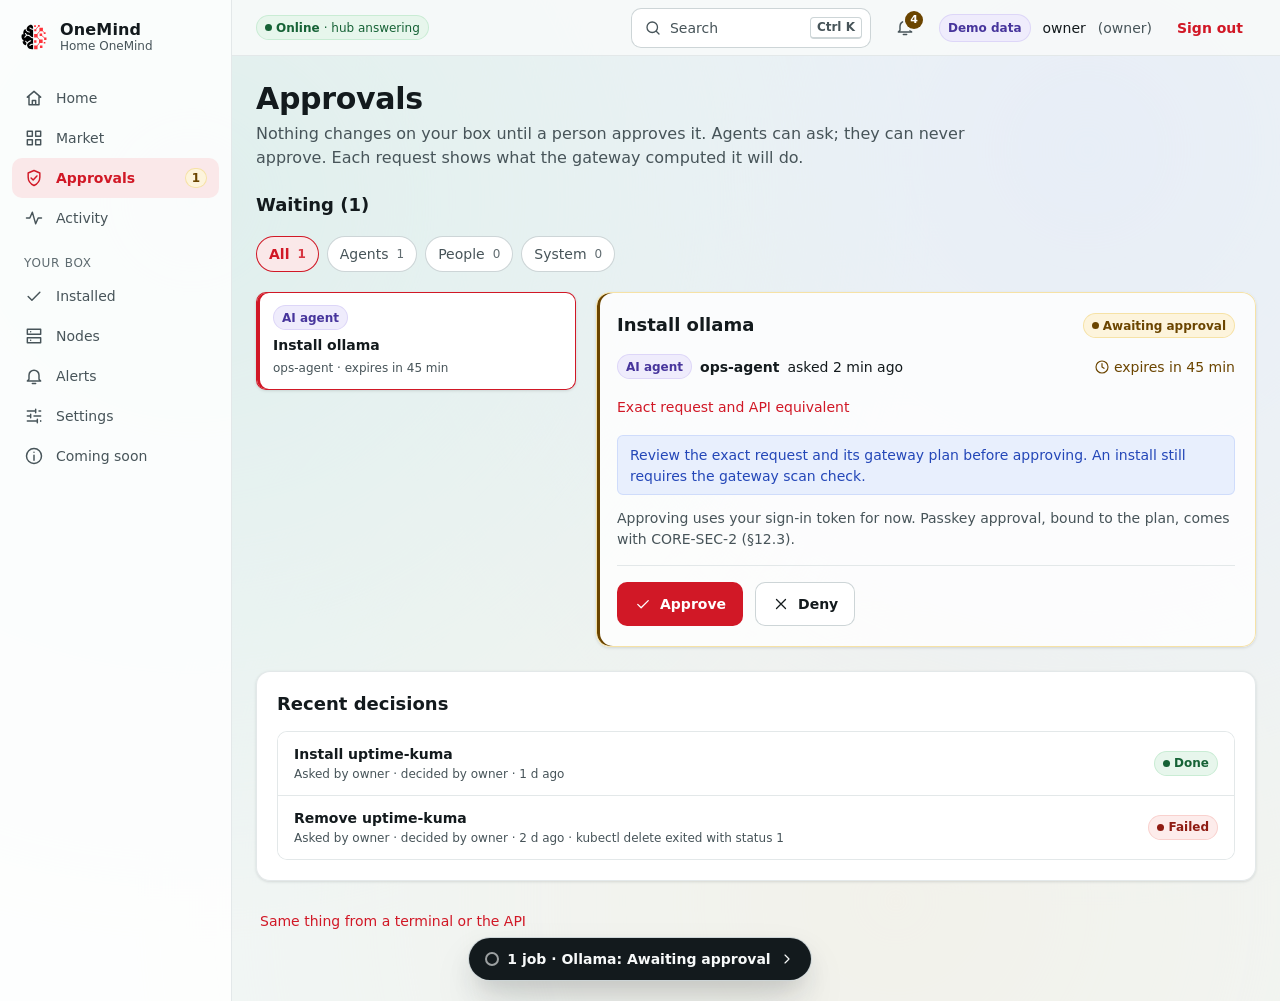 OneMind
Home OneMind
Home
Market
Approvals 1
Activity
YOUR BOX
Installed
Nodes
Alerts
Settings
Coming soon
Online · hub answering
Search Ctrl K
4
Demo data owner (owner) Sign out
Approvals
Nothing changes on your box until a person approves it. Agents can ask; they can never
approve. Each request shows what the gateway computed it will do.
Waiting (1)
All 1 Agents 1 People 0 System 0
AI agent
Install ollama
ops-agent · expires in 45 min
Install ollama Awaiting approval
AI agent ops-agent asked 2 min ago expires in 45 min
Exact request and API equivalent
Review the exact request and its gateway plan before approving. An install still
requires the gateway scan check.
Approving uses your sign-in token for now. Passkey approval, bound to the plan, comes
with CORE-SEC-2 (§12.3).
Approve Deny
Recent decisions
Install uptime-kuma
Asked by owner · decided by owner · 1 d ago
Done
Remove uptime-kuma
Asked by owner · decided by owner · 2 d ago · kubectl delete exited with status 1
Failed
Same thing from a terminal or the API
1 job · Ollama: Awaiting approval